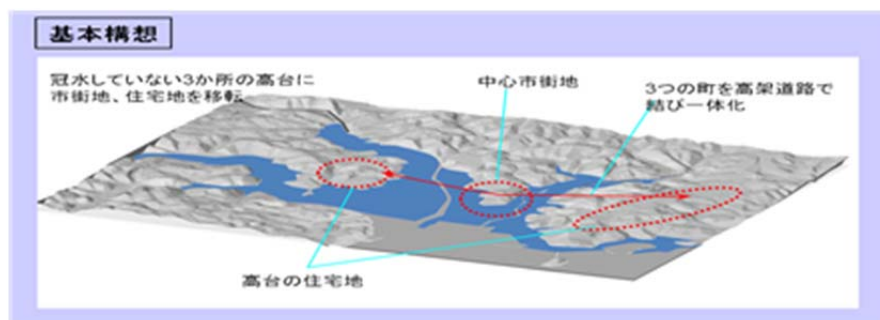 基本構想
冠水していない3か所の高台に
市街地、住宅地を移転
中心市街地
3つの町を高架道路で
結び一体化
高台の住宅地